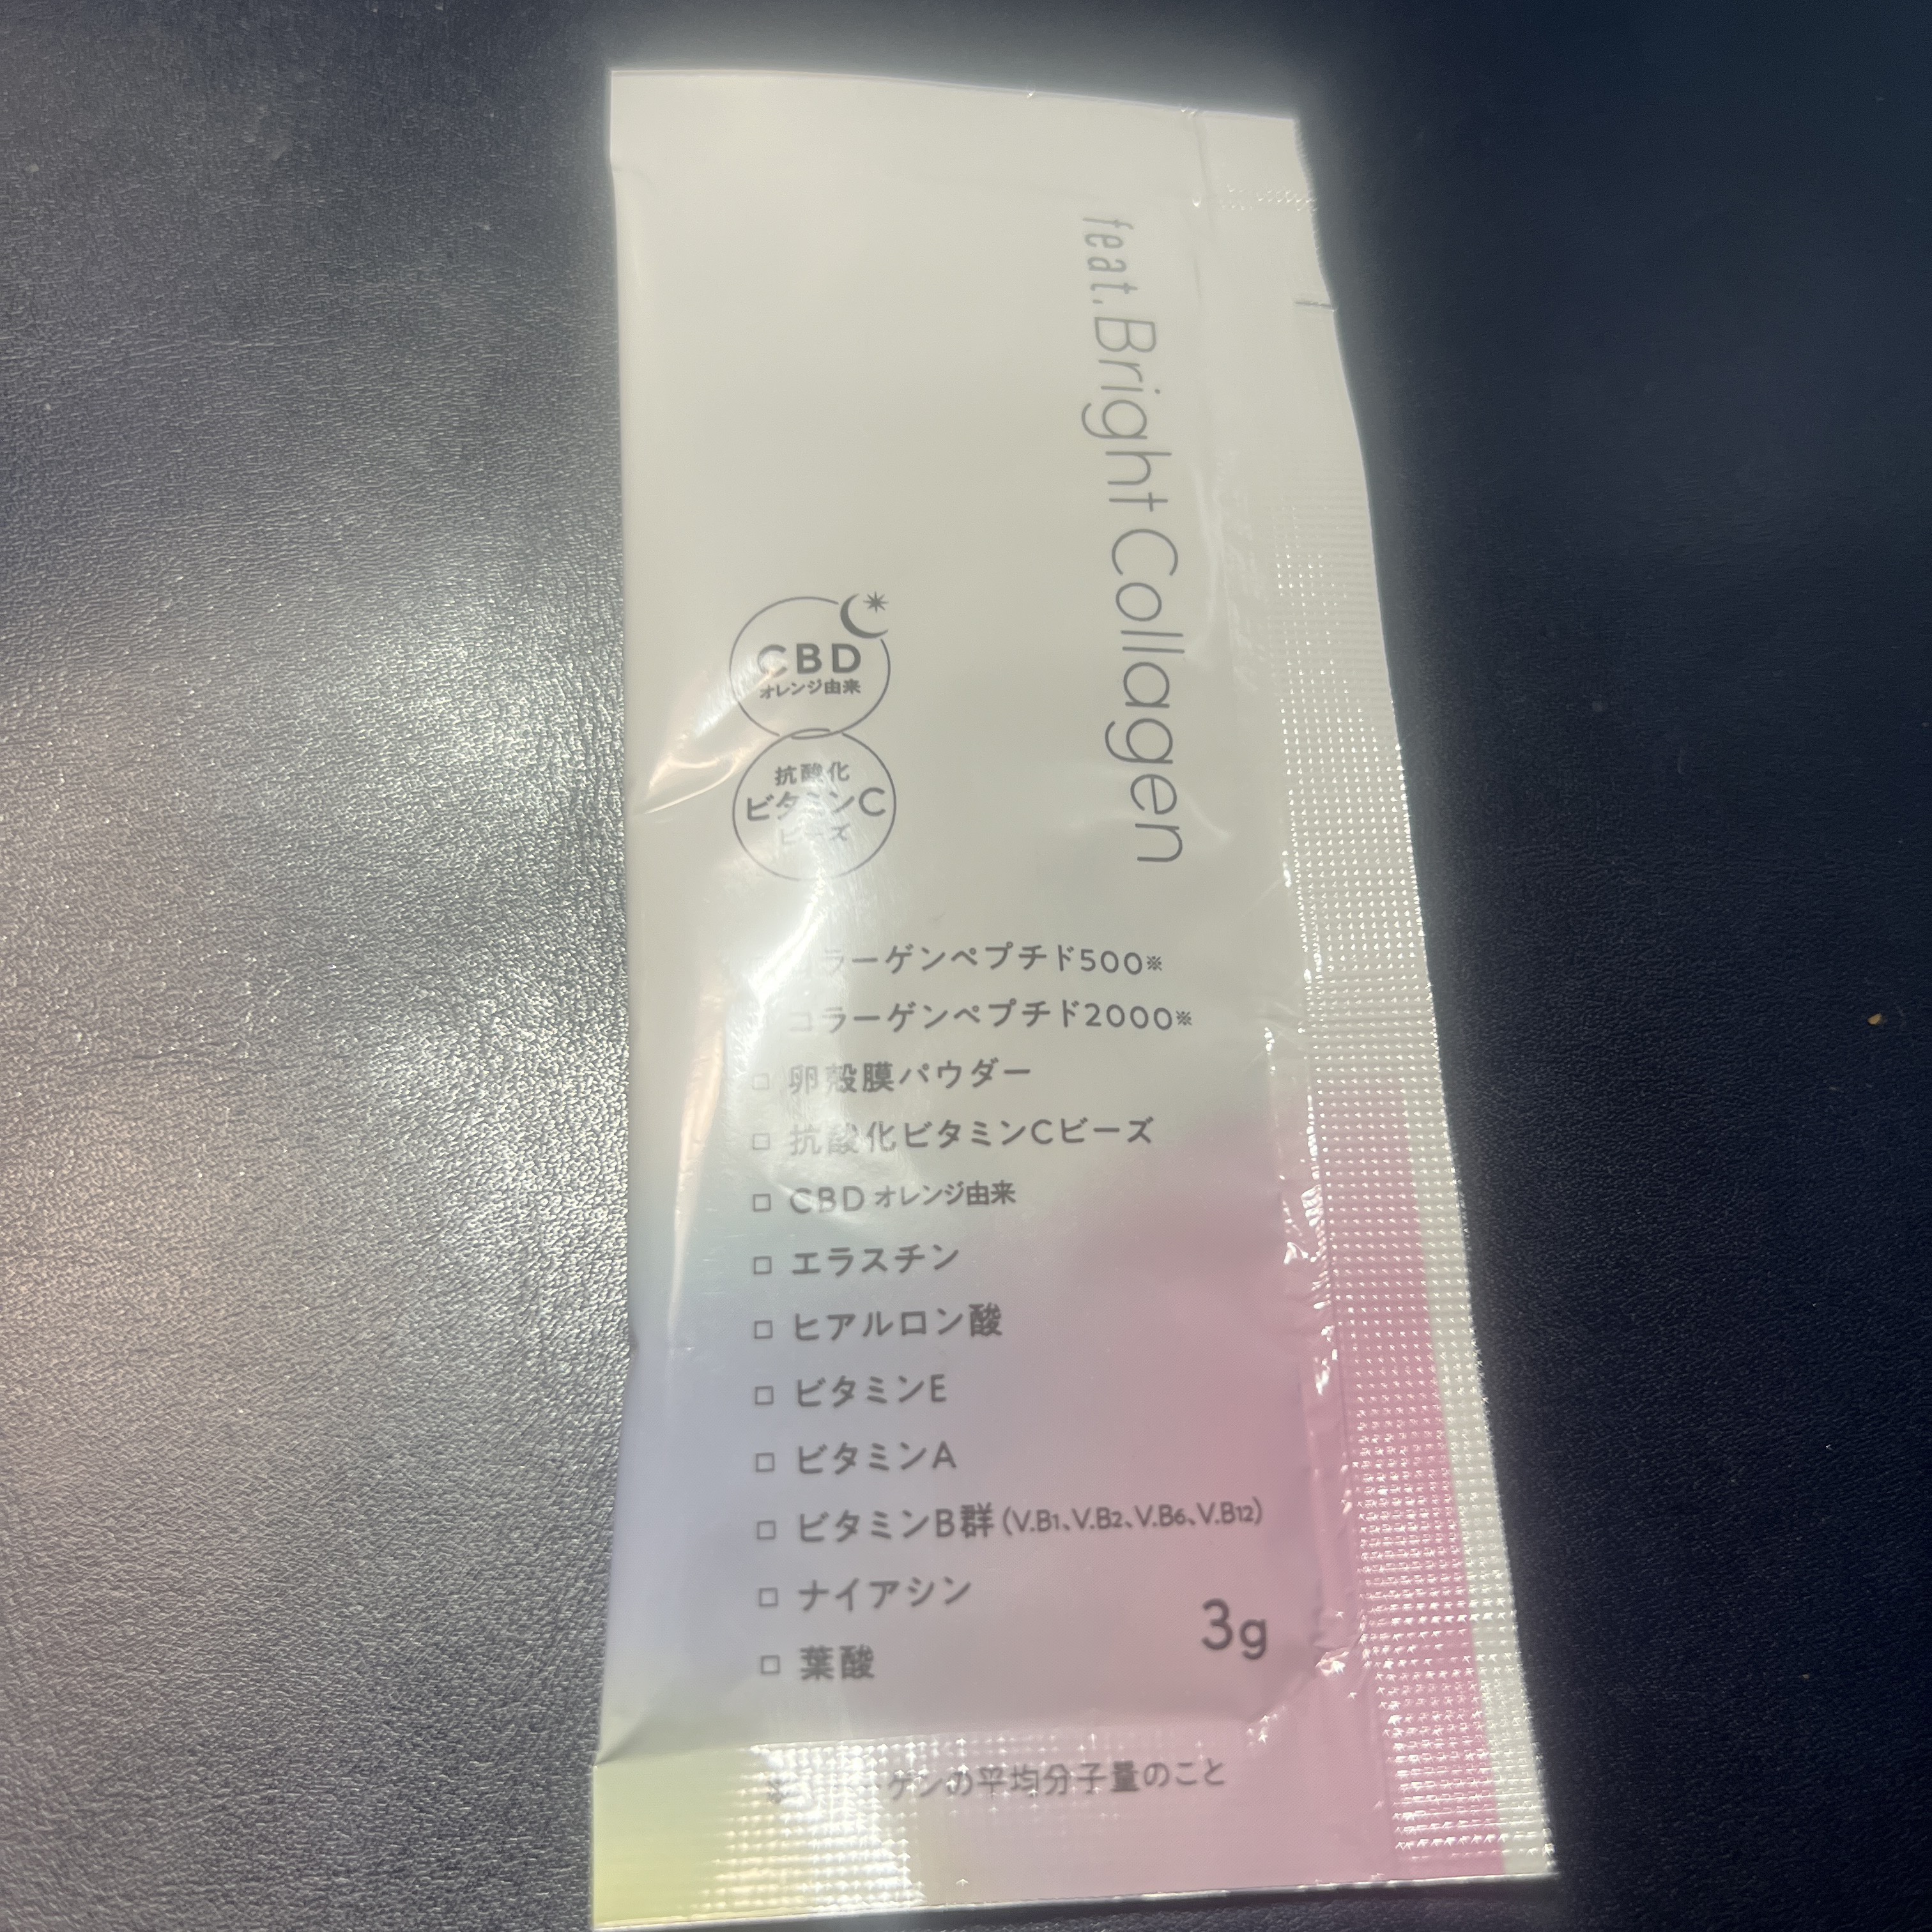 feat. Bright Collagen
CBD
オレンジ由来
抗酸化
ビタミンC
ビーズ
コラーゲンペプチド500※
コラーゲンペプチド2000※
□ 卵殻膜パウダー
□ 抗酸化ビタミンCビーズ
□ CBD オレンジ由来
□ エラスチン
□ ヒアルロン酸
□ ビタミンE
□ ビタミンA
□ ビタミンB群 (V.B1、V.B2、V.B6、V.B12)
□ ナイアシン
□ 葉酸
3g
ゲンの平均分子量のこと